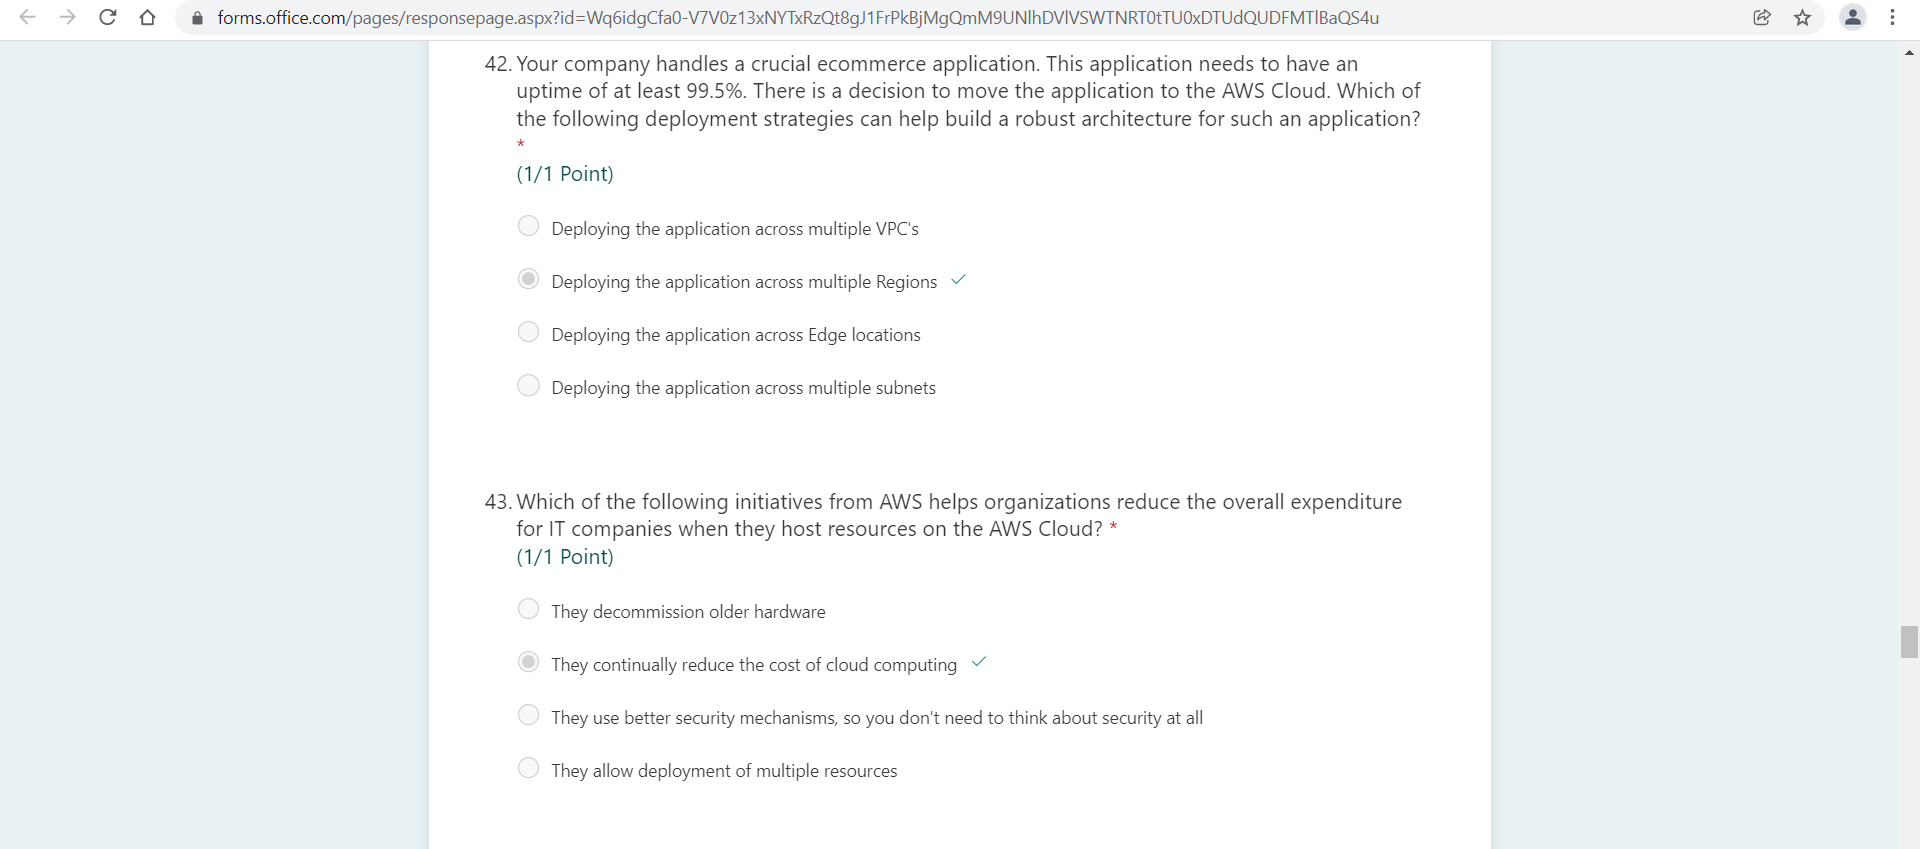 forms.office.com/pages/responsepage.aspx?id=Wq6idgCfa0-V7V0z13xNYTxRzQt8gJ1FrPkBjMgQmM9UNlhDVlVSWTNRT0tTU0xDTUdQUDFMTlBaQS4u
42. Your company handles a crucial ecommerce application. This application needs to have an
uptime of at least 99.5%. There is a decision to move the application to the AWS Cloud. Which of
the following deployment strategies can help build a robust architecture for such an application?
*
(1/1 Point)
Deploying the application across multiple VPC's
Deploying the application across multiple Regions
Deploying the application across Edge locations
Deploying the application across multiple subnets
43. Which of the following initiatives from AWS helps organizations reduce the overall expenditure
for IT companies when they host resources on the AWS Cloud? *
(1/1 Point)
They decommission older hardware
They continually reduce the cost of cloud computing
They use better security mechanisms, so you don't need to think about security at all
They allow deployment of multiple resources